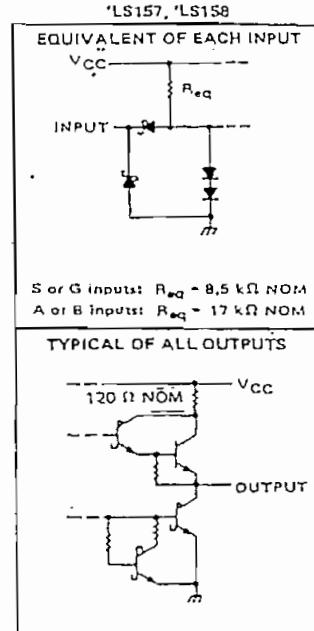 'LS157, 'LS158
EQUIVALENT OF EACH INPUT
VCC
Req
INPUT
S or G inputs: Req = 8,5 kΩ NOM
A or B inputs: Req = 17 kΩ NOM
TYPICAL OF ALL OUTPUTS
VCC
120 Ω NOM
OUTPUT